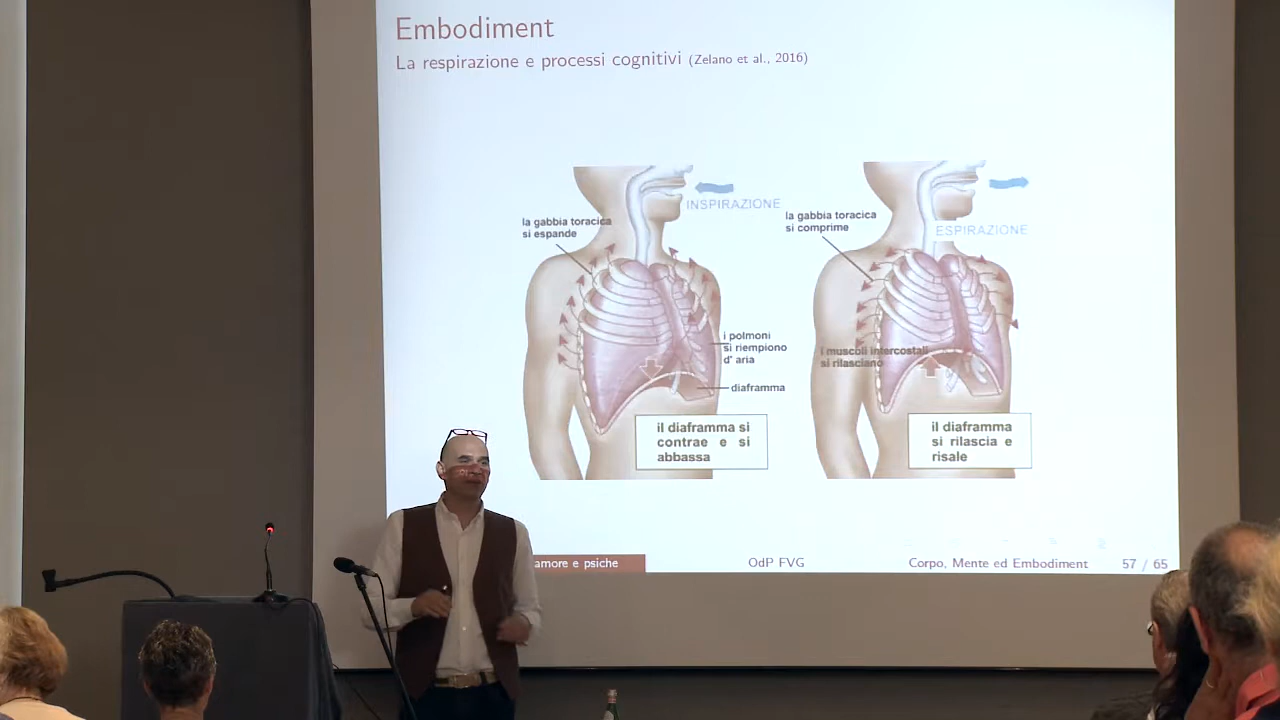 Embodiment
La respirazione e processi cognitivi (Zelano et al., 2016)
INSPIRAZIONE
la gabbia toracica
si espande
i polmoni
si riempiono
d' aria
diaframma
il diaframma si
contrae e si
abbassa
la gabbia toracica
si comprime
ESPIRAZIONE
i muscoli intercostali
si rilasciano
il diaframma
si rilascia e
risale
amore e psiche
OdP FVG
Corpo, Mente ed Embodiment
57 / 65